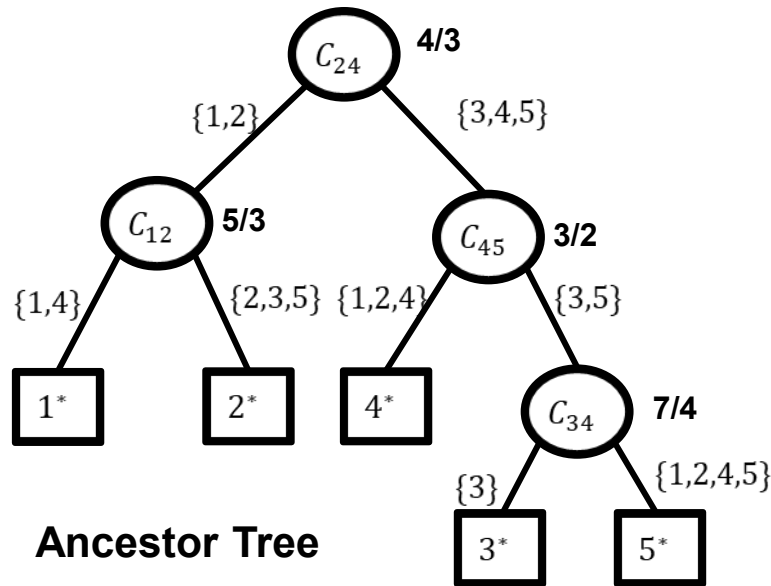 C₂₄ 4/3
{1,2} {3,4,5}
C₁₂ 5/3 C₄₅ 3/2
{1,4} {2,3,5} {1,2,4} {3,5}
1* 2* 4* C₃₄ 7/4
{3} {1,2,4,5}
Ancestor Tree 3* 5*